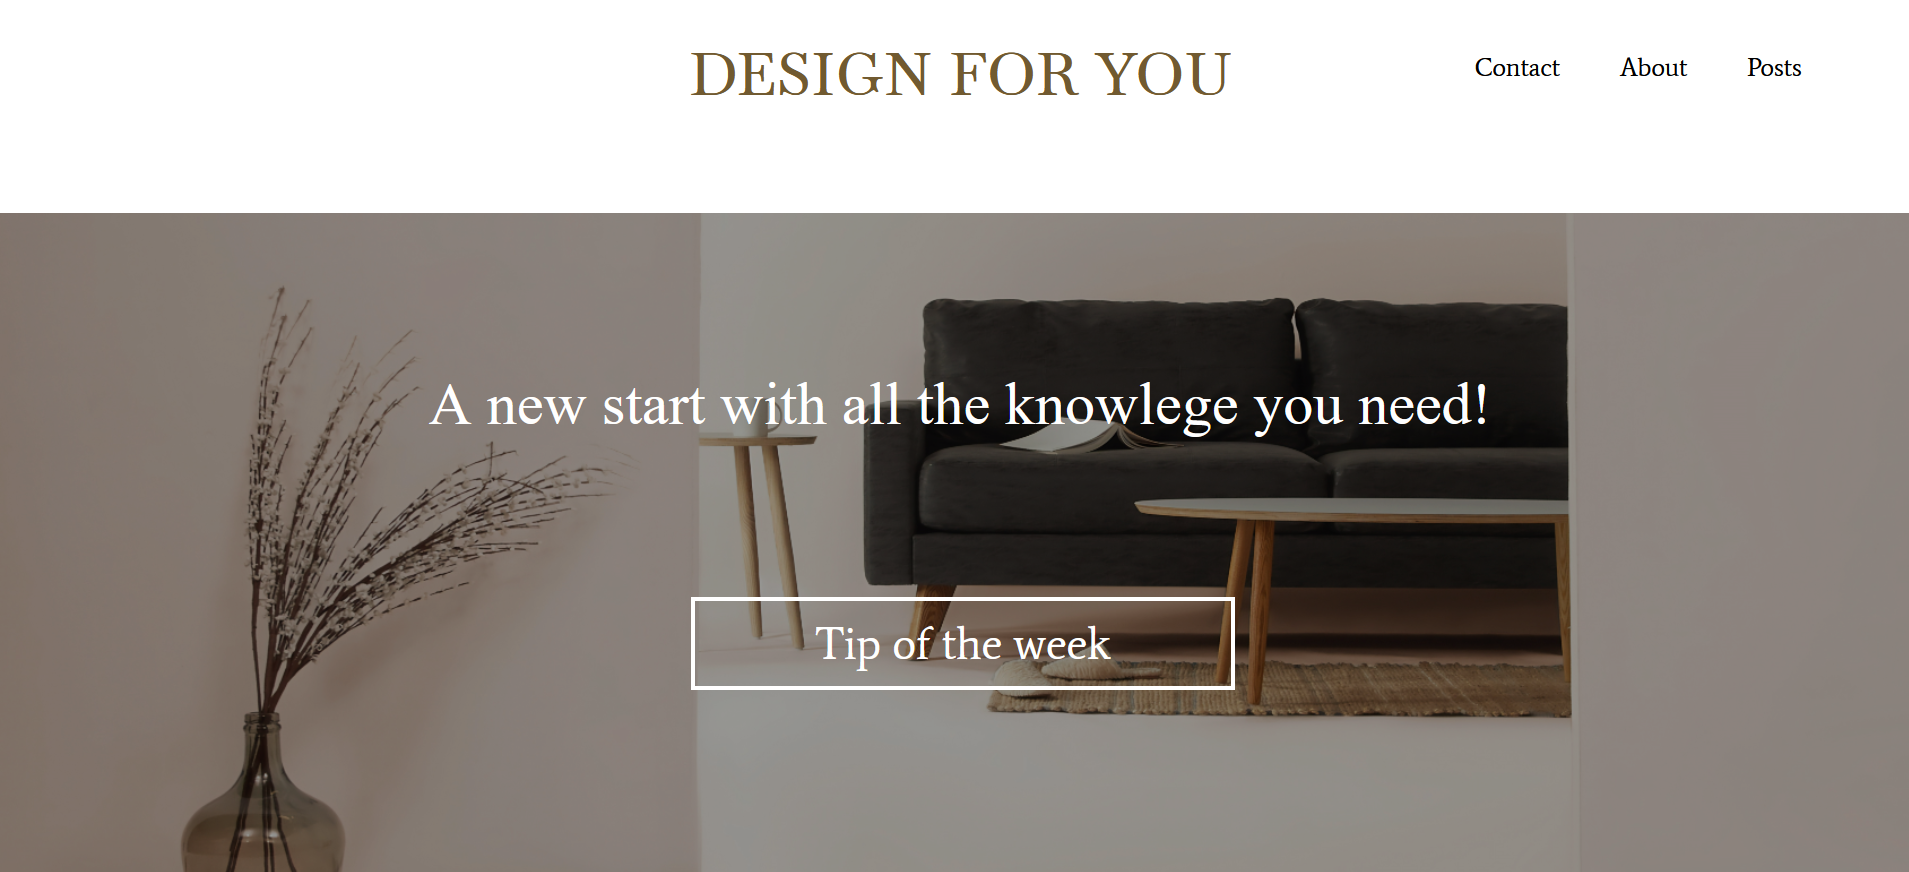 DESIGN FOR YOU
Contact About Posts
A new start with all the knowlege you need!
Tip of the week